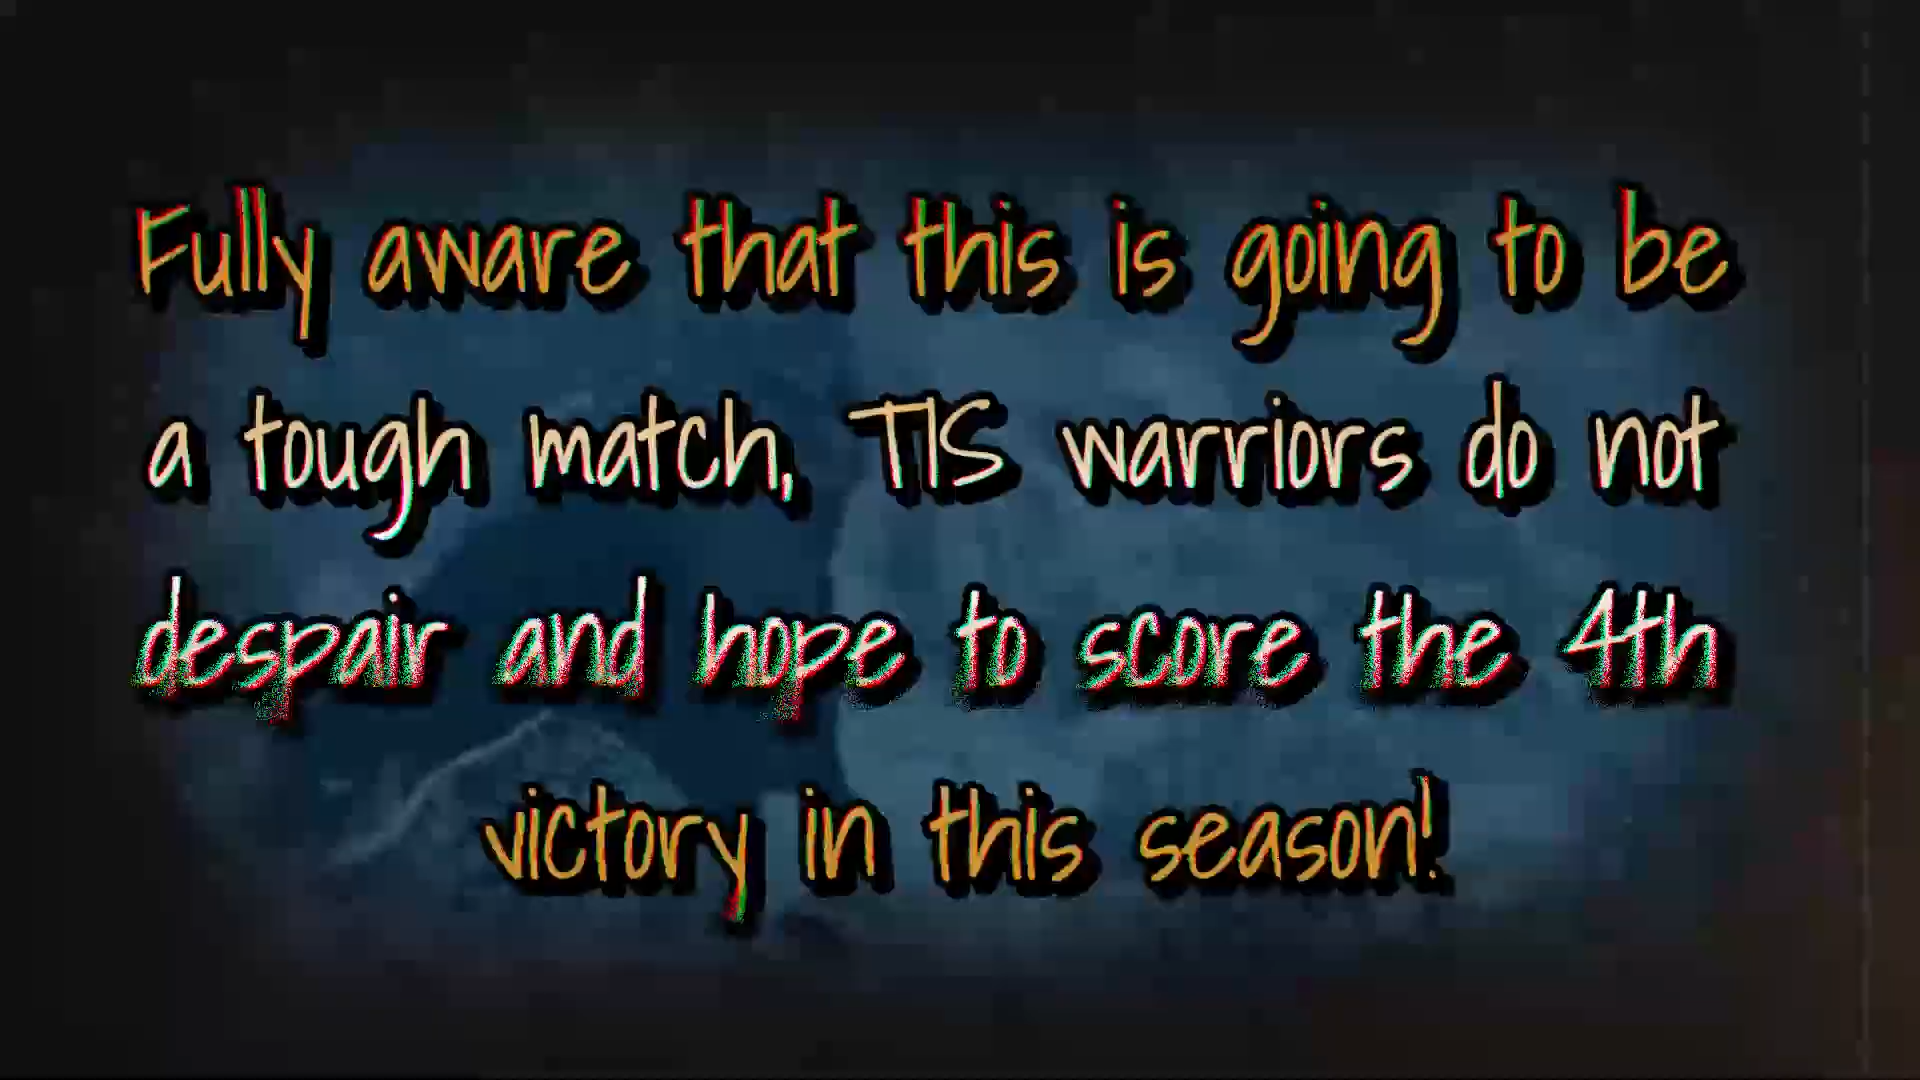 Fully aware that this is going to be
a tough match, TIS warriors do not
despair and hope to score the 4th
victory in this season!